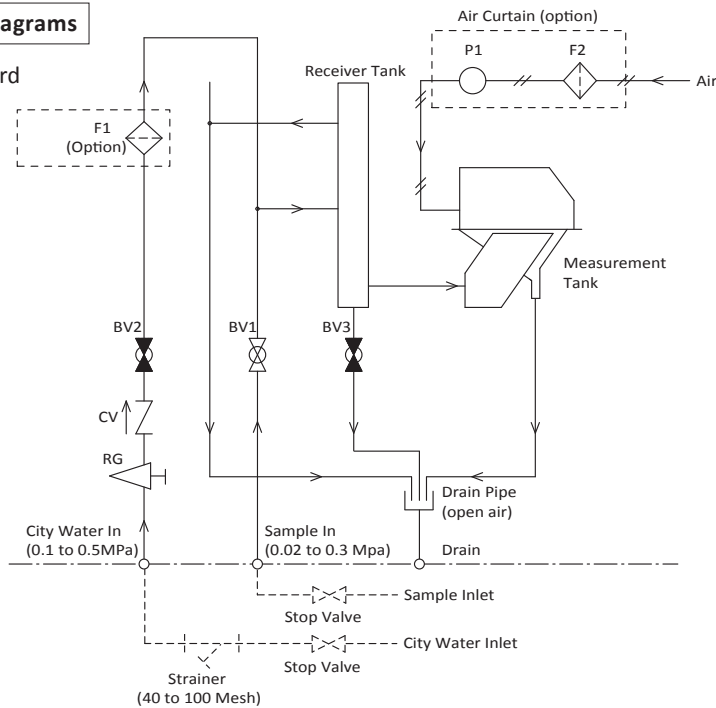 agrams
rd
Air Curtain (option)
P1
F2
Air
Receiver Tank
F1
(Option)
Measurement
Tank
BV2
BV1
BV3
CV
RG
Drain Pipe
(open air)
City Water In
(0.1 to 0.5MPa)
Sample In
(0.02 to 0.3 Mpa)
Drain
Sample Inlet
Stop Valve
City Water Inlet
Stop Valve
Strainer
(40 to 100 Mesh)